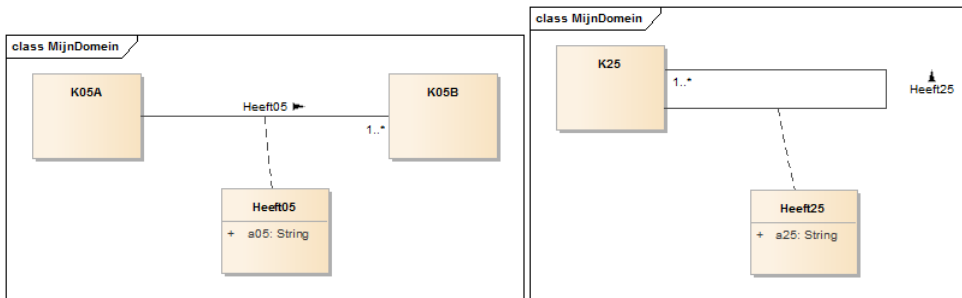 class MijnDomein
K05A
Heeft05
K05B
1..*
Heeft05
+ a05: String
class MijnDomein
K25
1..*
Heeft25
Heeft25
+ a25: String